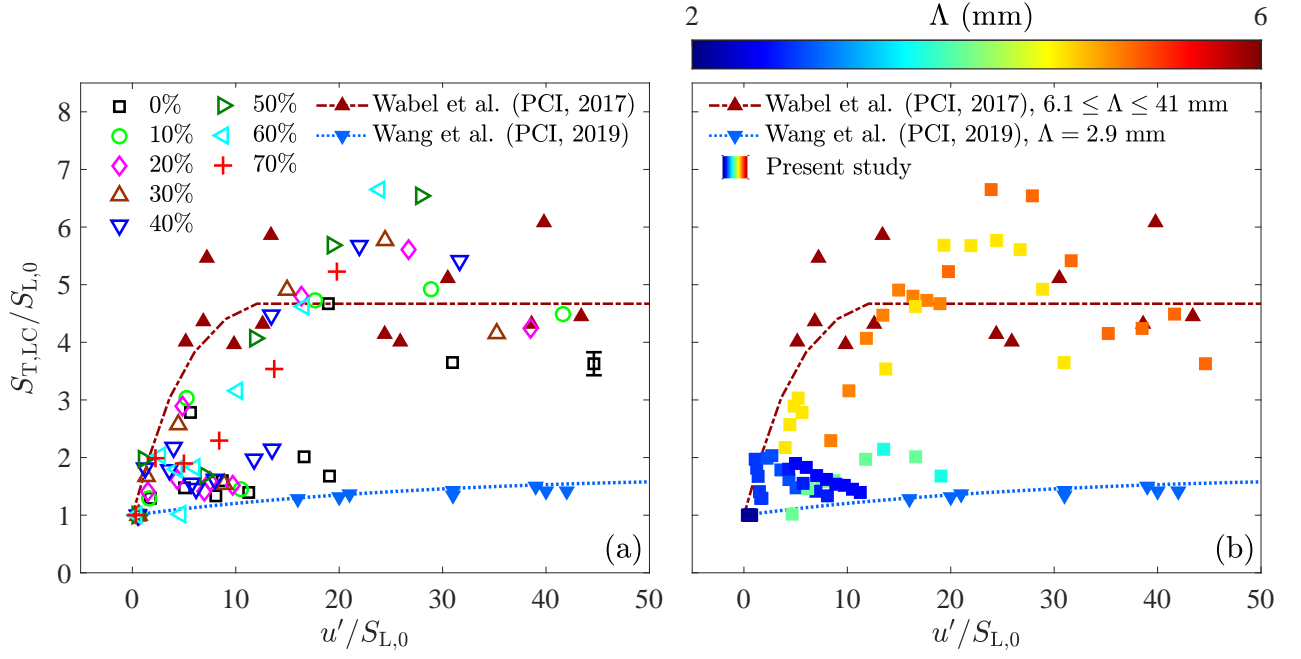 2 Λ (mm) 6
8
7
6
5
4
3
2
1
0
S_T,LC/S_L,0
0% 50% Wabel et al. (PCI, 2017)
10% 60% Wang et al. (PCI, 2019)
20% 70%
30%
40%
(a)
0 10 20 30 40 50
u′/S_L,0
Wabel et al. (PCI, 2017), 6.1 ≤ Λ ≤ 41 mm
Wang et al. (PCI, 2019), Λ = 2.9 mm
Present study
(b)
0 10 20 30 40 50
u′/S_L,0